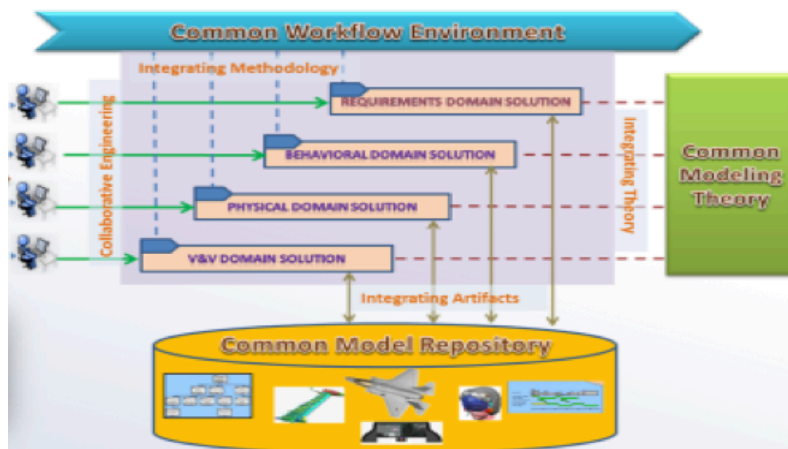 Common Workflow Environment
Integrating Methodology
REQUIREMENTS DOMAIN SOLUTION
BEHAVIORAL DOMAIN SOLUTION
PHYSICAL DOMAIN SOLUTION
V&V DOMAIN SOLUTION
Collaborative Engineering
Integrating Theory
Common
Modeling
Theory
Integrating Artifacts
Common Model Repository